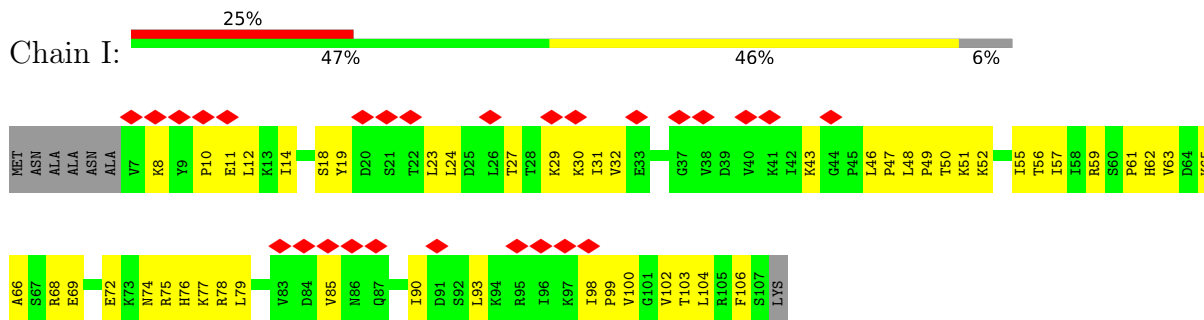 25%
Chain I:
47% 46% 6%
MET ASN ALA ALA ASN ALA V7 K8 Y9 P10 E11 L12 K13 I14 S18 Y19 D20 S21 T22 L23 L24 D25 L26 T27 T28 K29 K30 I31 V32 E33 G37 V38 D39 V40 K41 I42 K43 G44 P45 L46 P47 L48 P49 T50 K51 K52 I55 T56 I57 I58 R59 S60 P61 H62 V63 D64
A66 S67 R68 E69 E72 K73 N74 R75 H76 K77 R78 L79 V83 D84 V85 N86 Q87 I90 D91 S92 L93 K94 R95 I96 K97 I98 P99 V100 G101 V102 T103 L104 R105 F106 S107 LYS